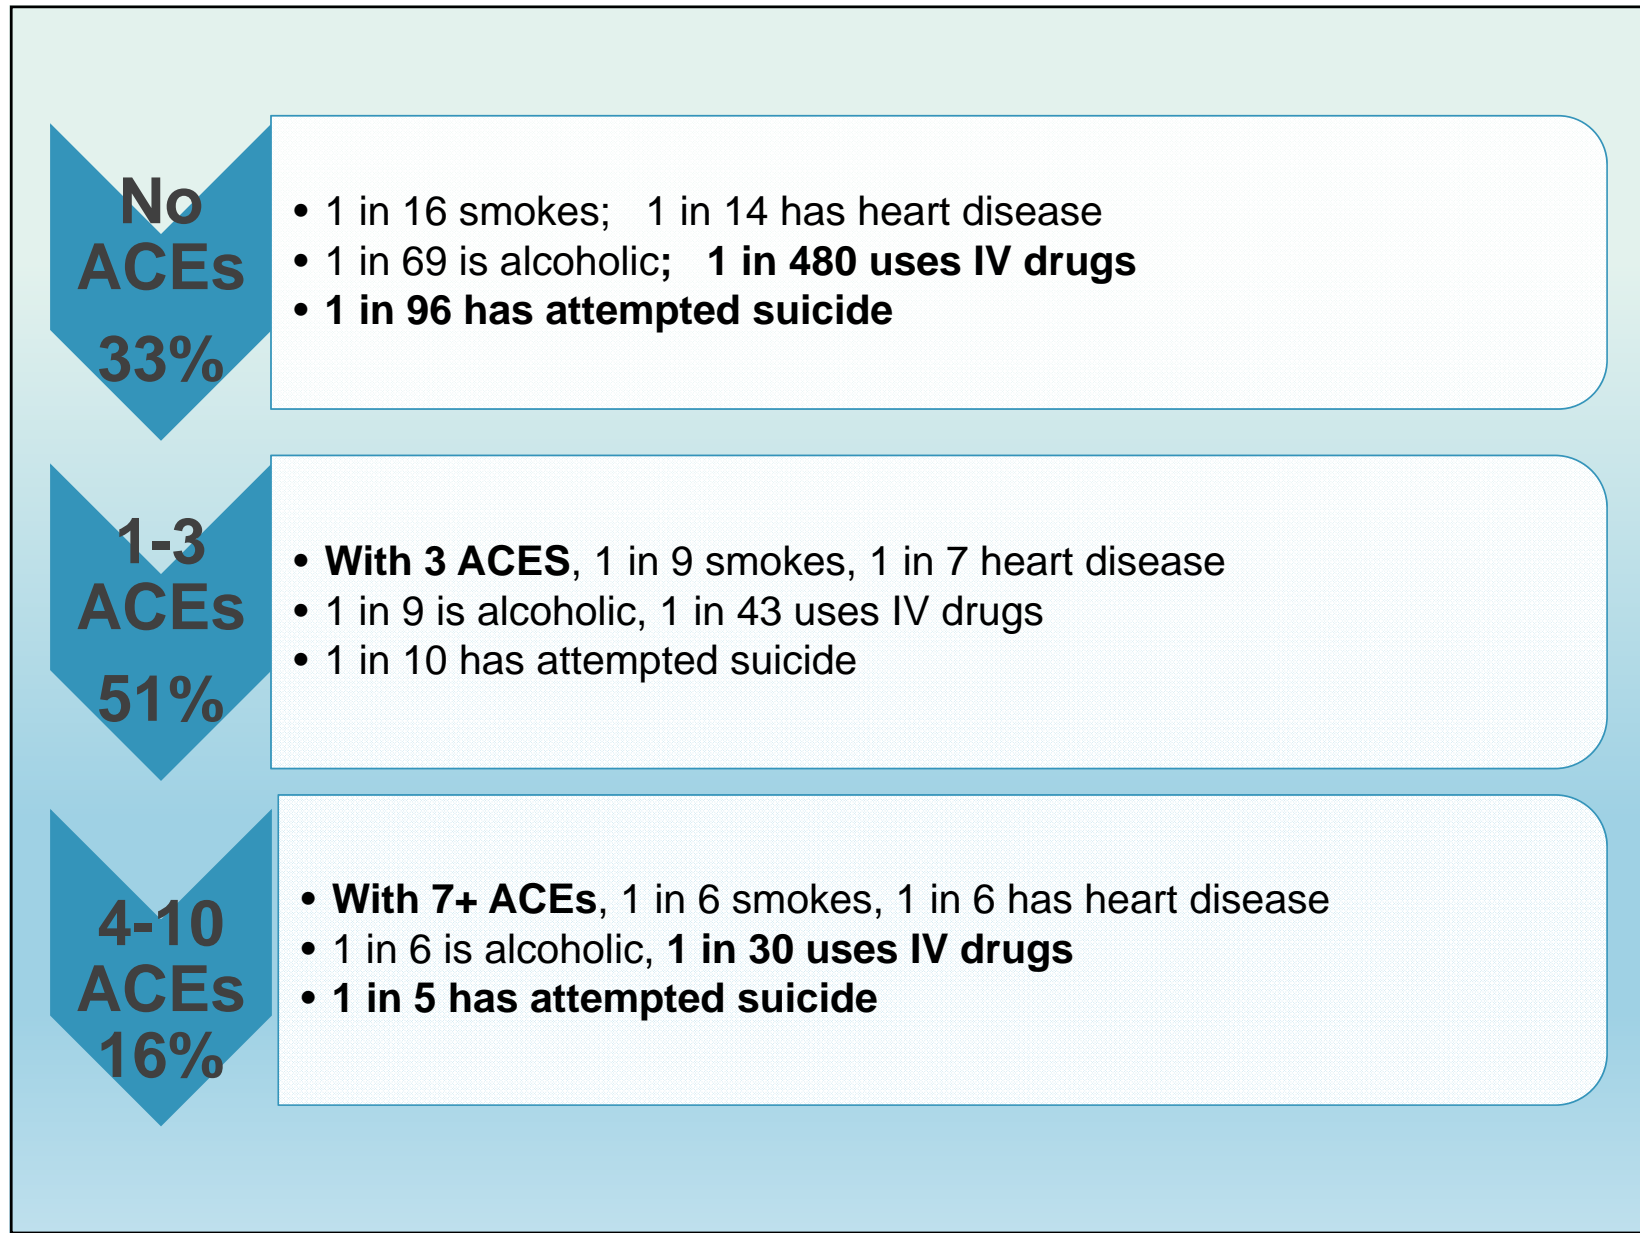 No
ACEs
33%
• 1 in 16 smokes;   1 in 14 has heart disease
• 1 in 69 is alcoholic;   1 in 480 uses IV drugs
• 1 in 96 has attempted suicide
1-3
ACEs
51%
• With 3 ACES, 1 in 9 smokes, 1 in 7 heart disease
• 1 in 9 is alcoholic, 1 in 43 uses IV drugs
• 1 in 10 has attempted suicide
4-10
ACEs
16%
• With 7+ ACEs, 1 in 6 smokes, 1 in 6 has heart disease
• 1 in 6 is alcoholic, 1 in 30 uses IV drugs
• 1 in 5 has attempted suicide